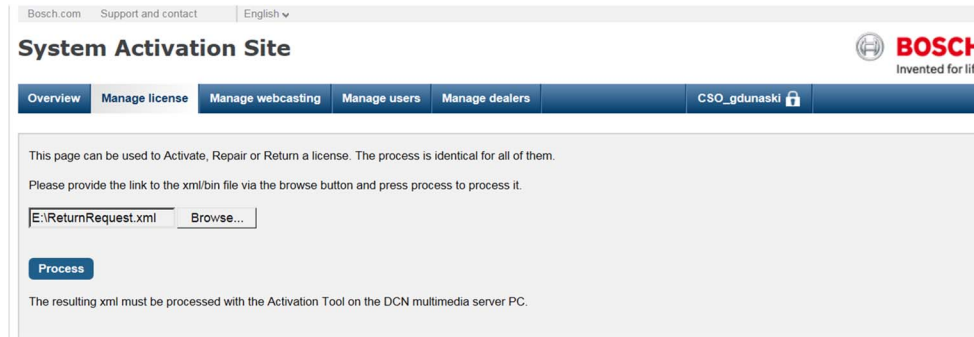 Bosch.com Support and contact English
System Activation Site
BOSCH
Invented for lif
Overview Manage license Manage webcasting Manage users Manage dealers CSO_gdunaski
This page can be used to Activate, Repair or Return a license. The process is identical for all of them.
Please provide the link to the xml/bin file via the browse button and press process to process it.
E:\ReturnRequest.xml Browse...
Process
The resulting xml must be processed with the Activation Tool on the DCN multimedia server PC.